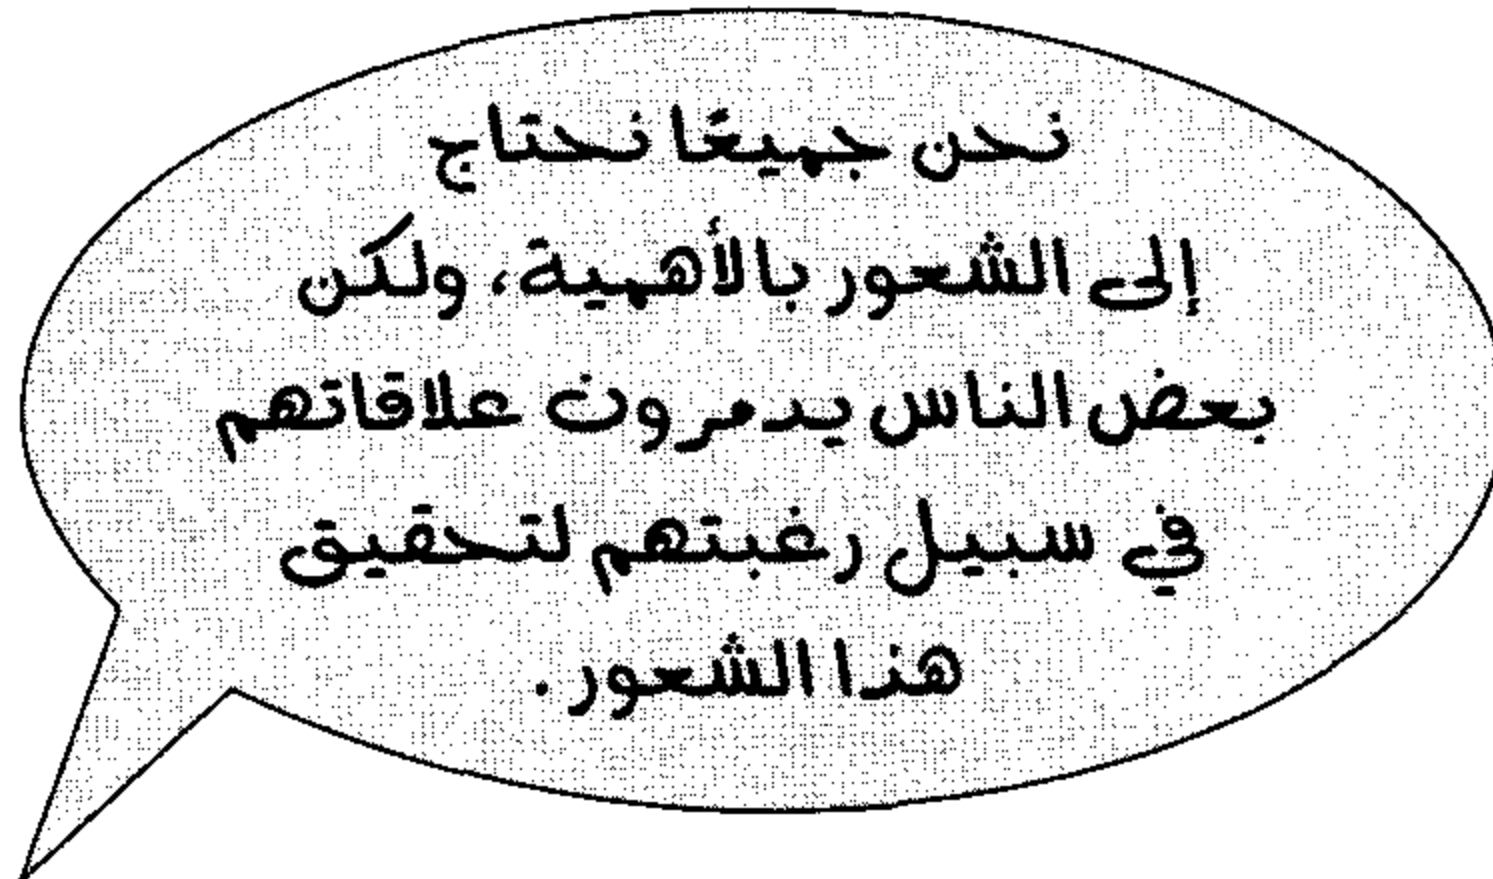 نحن جميعًا نحتاج
إلى الشعور بالأهمية، ولكن
بعض الناس يدمرون علاقاتهم
في سبيل رغبتهم لتحقيق
هذا الشعور.